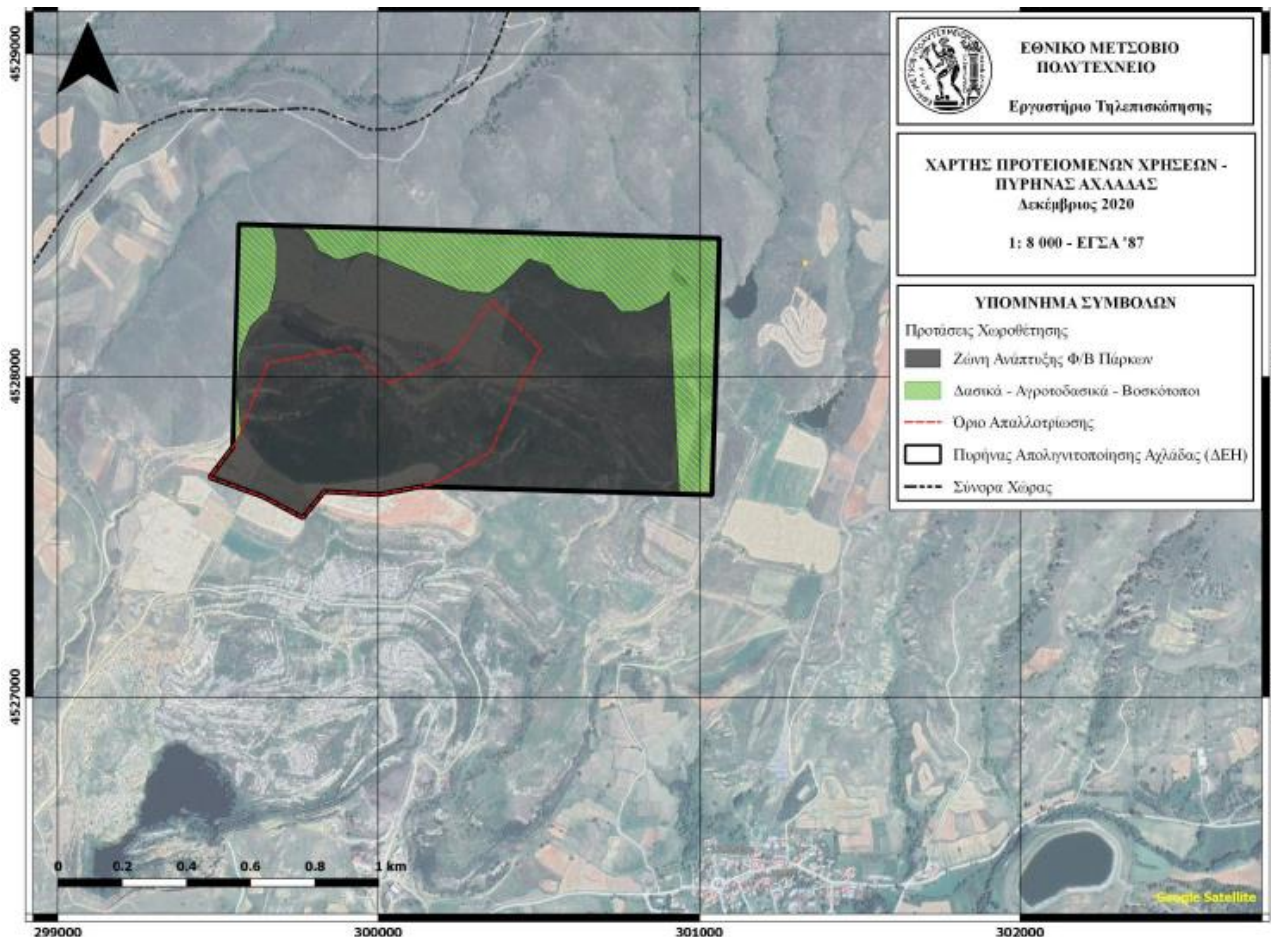 ΕΘΝΙΚΟ ΜΕΤΣΟΒΙΟ
ΠΟΛΥΤΕΧΝΕΙΟ
Εργαστήριο Τηλεπισκόπησης
ΧΑΡΤΗΣ ΠΡΟΤΕΙΟΜΕΝΩΝ ΧΡΗΣΕΩΝ -
ΠΥΡΗΝΑΣ ΑΧΛΑΔΑΣ
Δεκέμβριος 2020
1: 8 000 - ΕΓΣΑ '87
ΥΠΟΜΝΗΜΑ ΣΥΜΒΟΛΩΝ
Προτάσεις Χωροθέτησης
Ζώνη Ανάπτυξης Φ/Β Πάρκων
Δασικά - Αγροτοδασικά - Βοσκότοποι
Όριο Απαλλοτρίωσης
Πυρήνας Απολιγνιτοποίησης Αχλάδας (ΔΕΗ)
Σύνορα Χώρας
4529000
4528000
4527000
0 0.2 0.4 0.6 0.8 1 km
Google Satellite
299000 300000 301000 302000